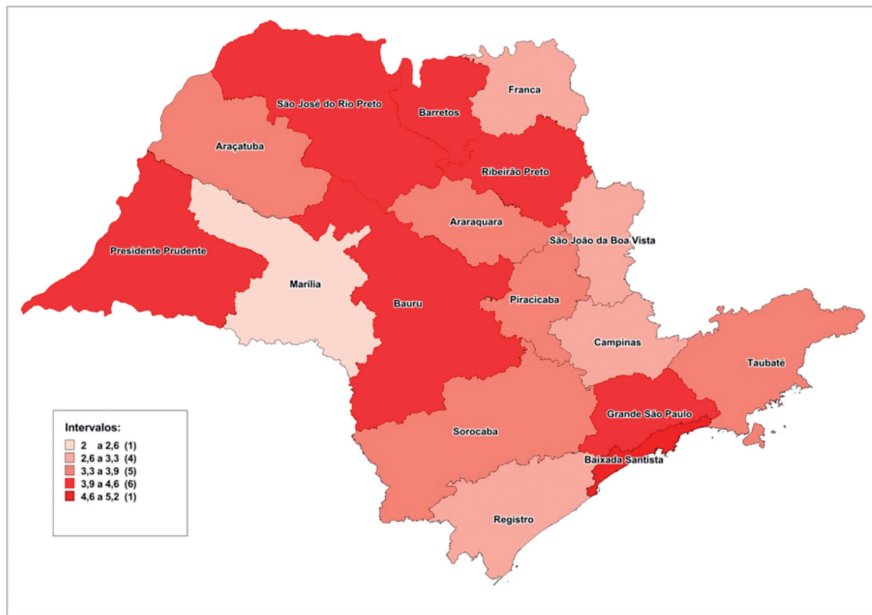 Franca
São José do Rio Preto
Barretos
Araçatuba
Ribeirão Preto
Araraquara
São João da Boa Vista
Presidente Prudente
Marília
Bauru
Piracicaba
Campinas
Taubaté
Grande São Paulo
Sorocaba
Baixada Santista
Registro
Intervalos:
2 a 2,6 (1)
2,6 a 3,3 (4)
3,3 a 3,9 (5)
3,9 a 4,6 (6)
4,6 a 5,2 (1)